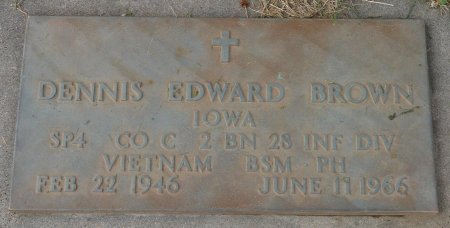 DENNIS EDWARD BROWN
IOWA
SP4 CO C 2 BN 28 INF DIV
VIETNAM BSM PH
FEB 22 1946 JUNE 11 1966